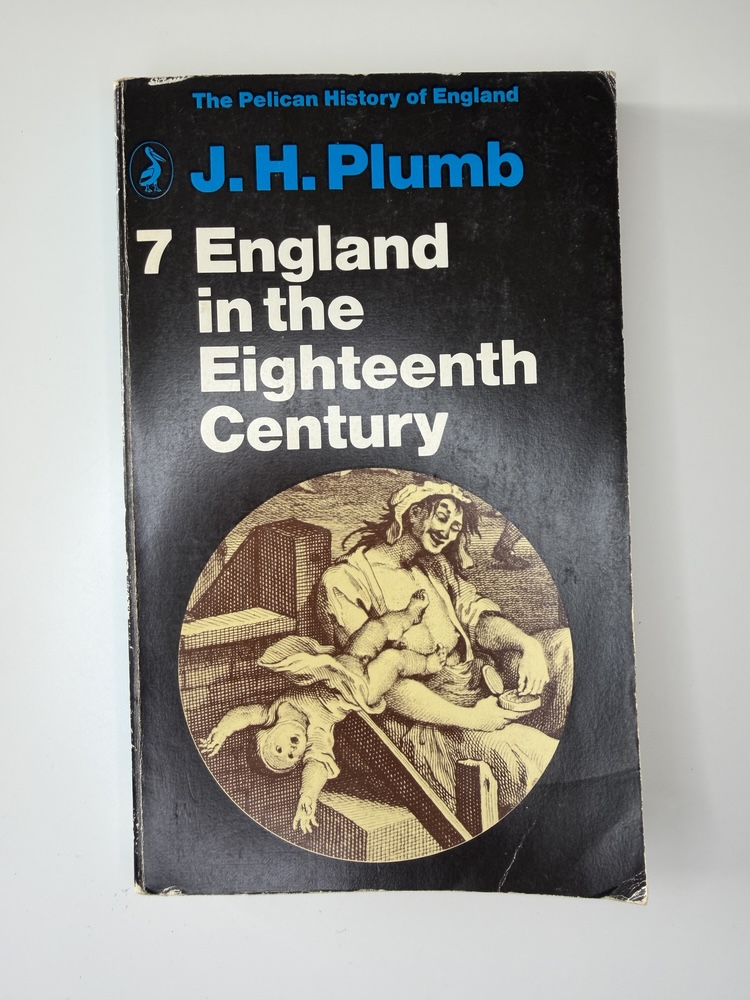 The Pelican History of England
J. H. Plumb
7 England
in the
Eighteenth
Century